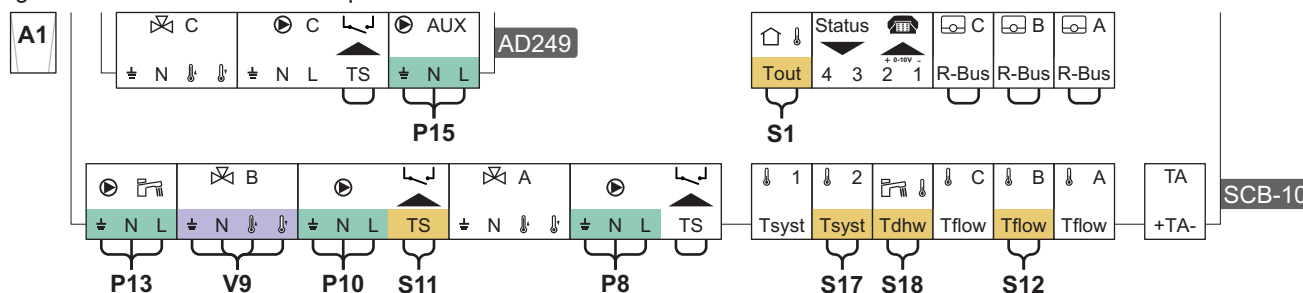 A1
C C AUX AD249
⏚ N ⏚ N L TS ⏚ N L
P15
Status C B A
+ 0-10V -
Tout 4 3 2 1 R-Bus R-Bus R-Bus
S1
B A
⏚ N L ⏚ N ⏚ N L TS ⏚ N ⏚ N L TS
P13 V9 P10 S11 P8
1 2 C B A TA
Tsyst Tsyst Tdhw Tflow Tflow Tflow +TA-
SCB-10
S17 S18 S12